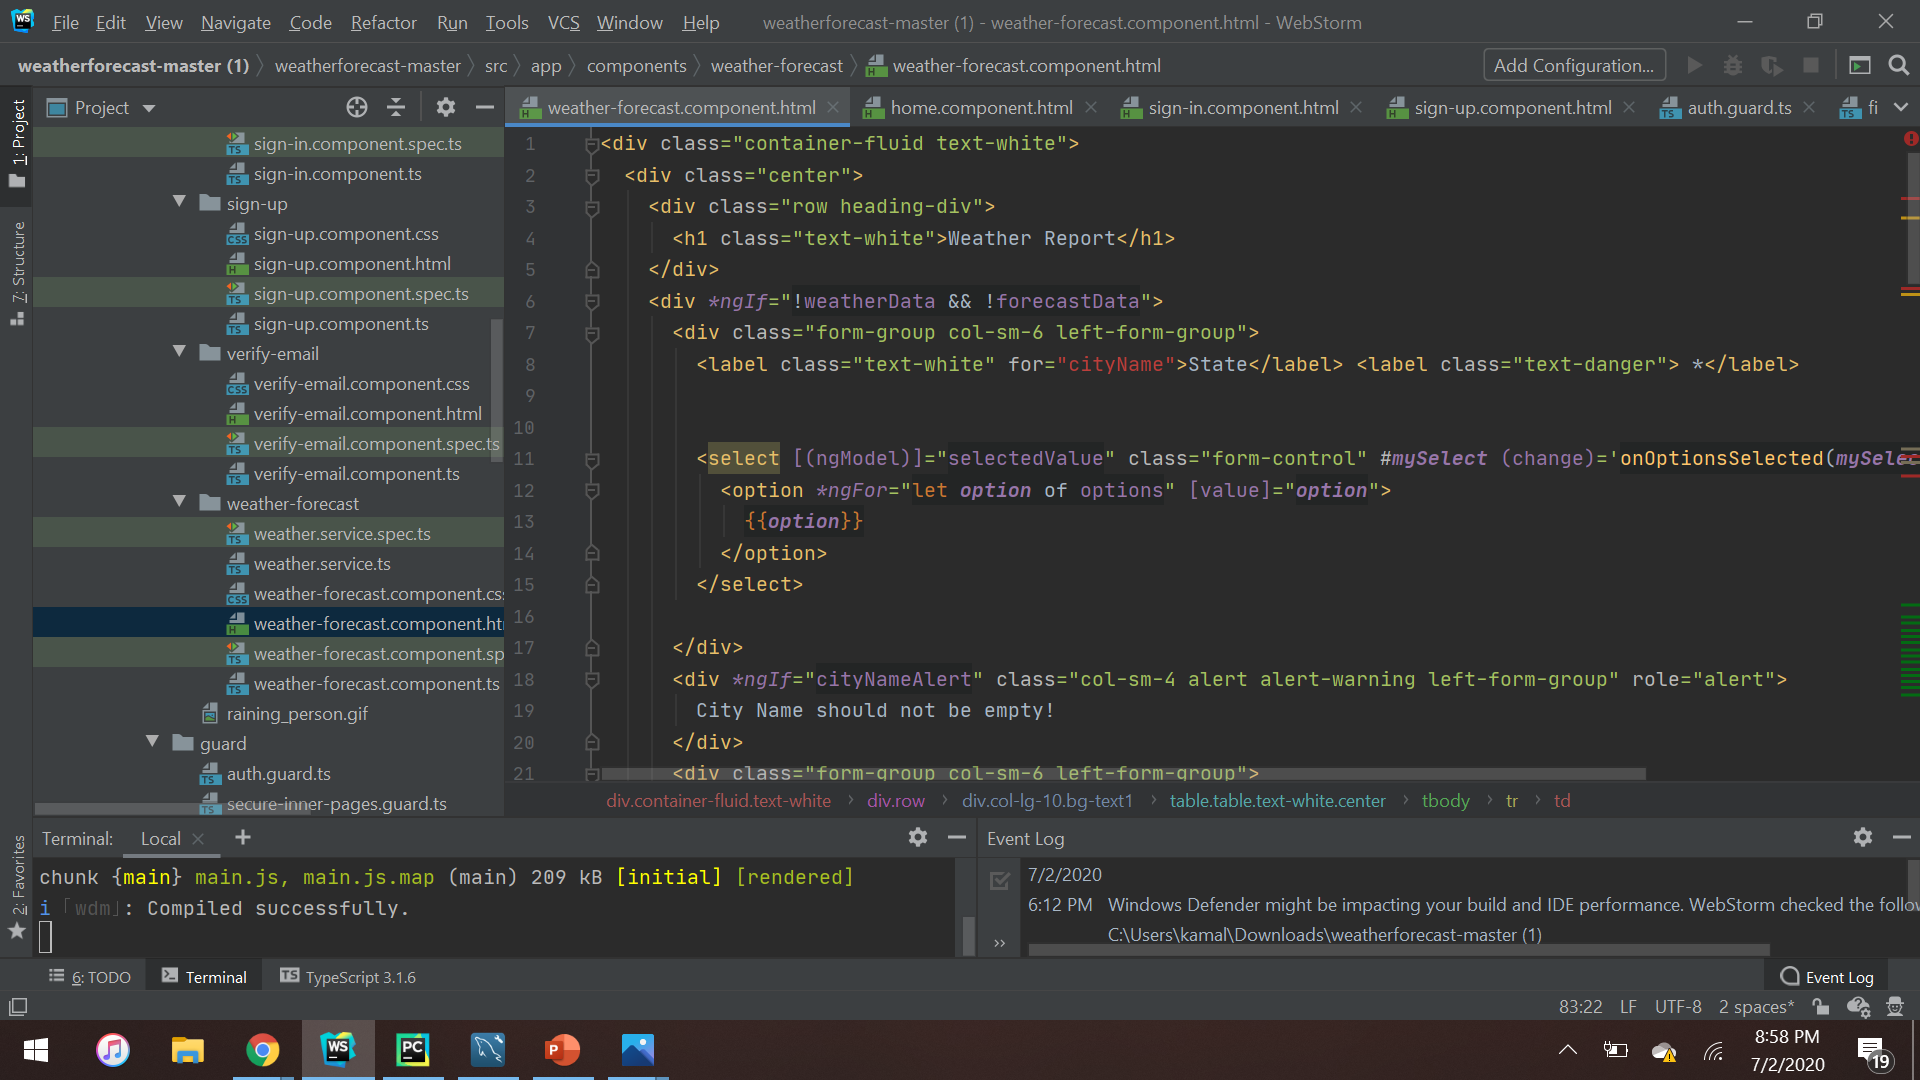 File Edit View Navigate Code Refactor Run Tools VCS Window Help weatherforecast-master (1) - weather-forecast.component.html - WebStorm
weatherforecast-master (1) weatherforecast-master src app components weather-forecast weather-forecast.component.html Add Configuration...
1: Project
7: Structure
2: Favorites
Project
sign-in.component.spec.ts
sign-in.component.ts
sign-up
sign-up.component.css
sign-up.component.html
sign-up.component.spec.ts
sign-up.component.ts
verify-email
verify-email.component.css
verify-email.component.html
verify-email.component.spec.ts
verify-email.component.ts
weather-forecast
weather.service.spec.ts
weather.service.ts
weather-forecast.component.cs
weather-forecast.component.ht
weather-forecast.component.sp
weather-forecast.component.ts
raining_person.gif
guard
auth.guard.ts
secure-inner-pages.guard.ts
weather-forecast.component.html home.component.html sign-in.component.html sign-up.component.html auth.guard.ts fi
1 <div class="container-fluid text-white">
2 <div class="center">
3 <div class="row heading-div">
4 <h1 class="text-white">Weather Report</h1>
5 </div>
6 <div *ngIf="!weatherData && !forecastData">
7 <div class="form-group col-sm-6 left-form-group">
8 <label class="text-white" for="cityName">State</label> <label class="text-danger"> *</label>
9
10
11 <select [(ngModel)]="selectedValue" class="form-control" #mySelect (change)='onOptionsSelected(mySelec
12 <option *ngFor="let option of options" [value]="option">
13 {{option}}
14 </option>
15 </select>
16
17 </div>
18 <div *ngIf="cityNameAlert" class="col-sm-4 alert alert-warning left-form-group" role="alert">
19 City Name should not be empty!
20 </div>
21 <div class="form-group col-sm-6 left-form-group">
div.container-fluid.text-white div.row div.col-lg-10.bg-text1 table.table.text-white.center tbody tr td
Terminal: Local +
chunk {main} main.js, main.js.map (main) 209 kB [initial] [rendered]
i 「wdm」: Compiled successfully.
Event Log
7/2/2020
6:12 PM Windows Defender might be impacting your build and IDE performance. WebStorm checked the follov
C:\Users\kamal\Downloads\weatherforecast-master (1)
6: TODO Terminal TypeScript 3.1.6 Event Log
83:22 LF UTF-8 2 spaces*
8:58 PM
7/2/2020
19